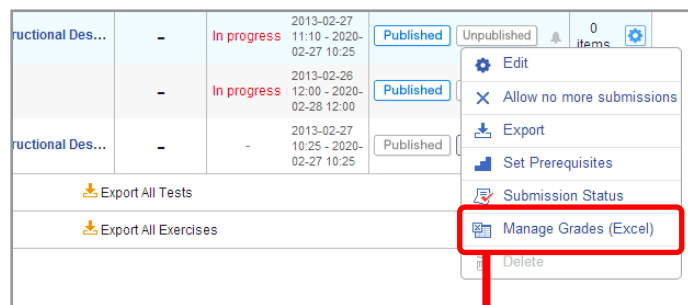 ructional Des...
-
In progress
2013-02-27
11:10 - 2020-
02-27 10:25
Published
Unpublished
0
items
-
In progress
2013-02-26
12:00 - 2020-
02-28 12:00
Published
ructional Des...
-
-
2013-02-27
10:25 - 2020-
02-27 10:25
Published
Export All Tests
Export All Exercises
Edit
Allow no more submissions
Export
Set Prerequisites
Submission Status
Manage Grades (Excel)
Delete